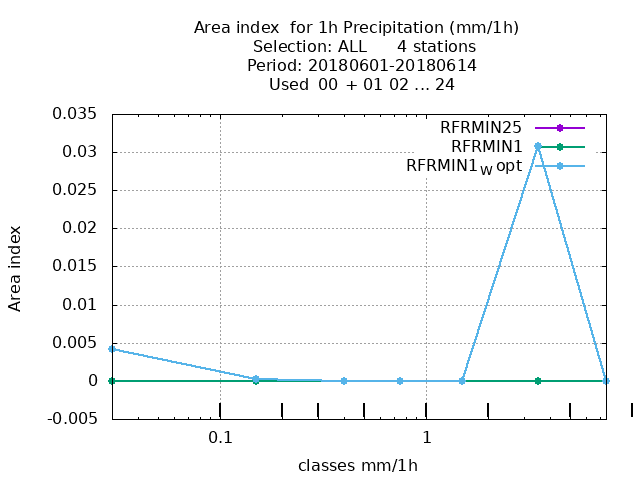 Area index  for 1h Precipitation (mm/1h)
Selection: ALL      4 stations
Period: 20180601-20180614
Used  00  + 01 02 ... 24
RFRMIN25
RFRMIN1
RFRMIN1w opt
0.035
0.03
0.025
0.02
0.015
0.01
0.005
0
-0.005
Area index
0.1
1
classes mm/1h